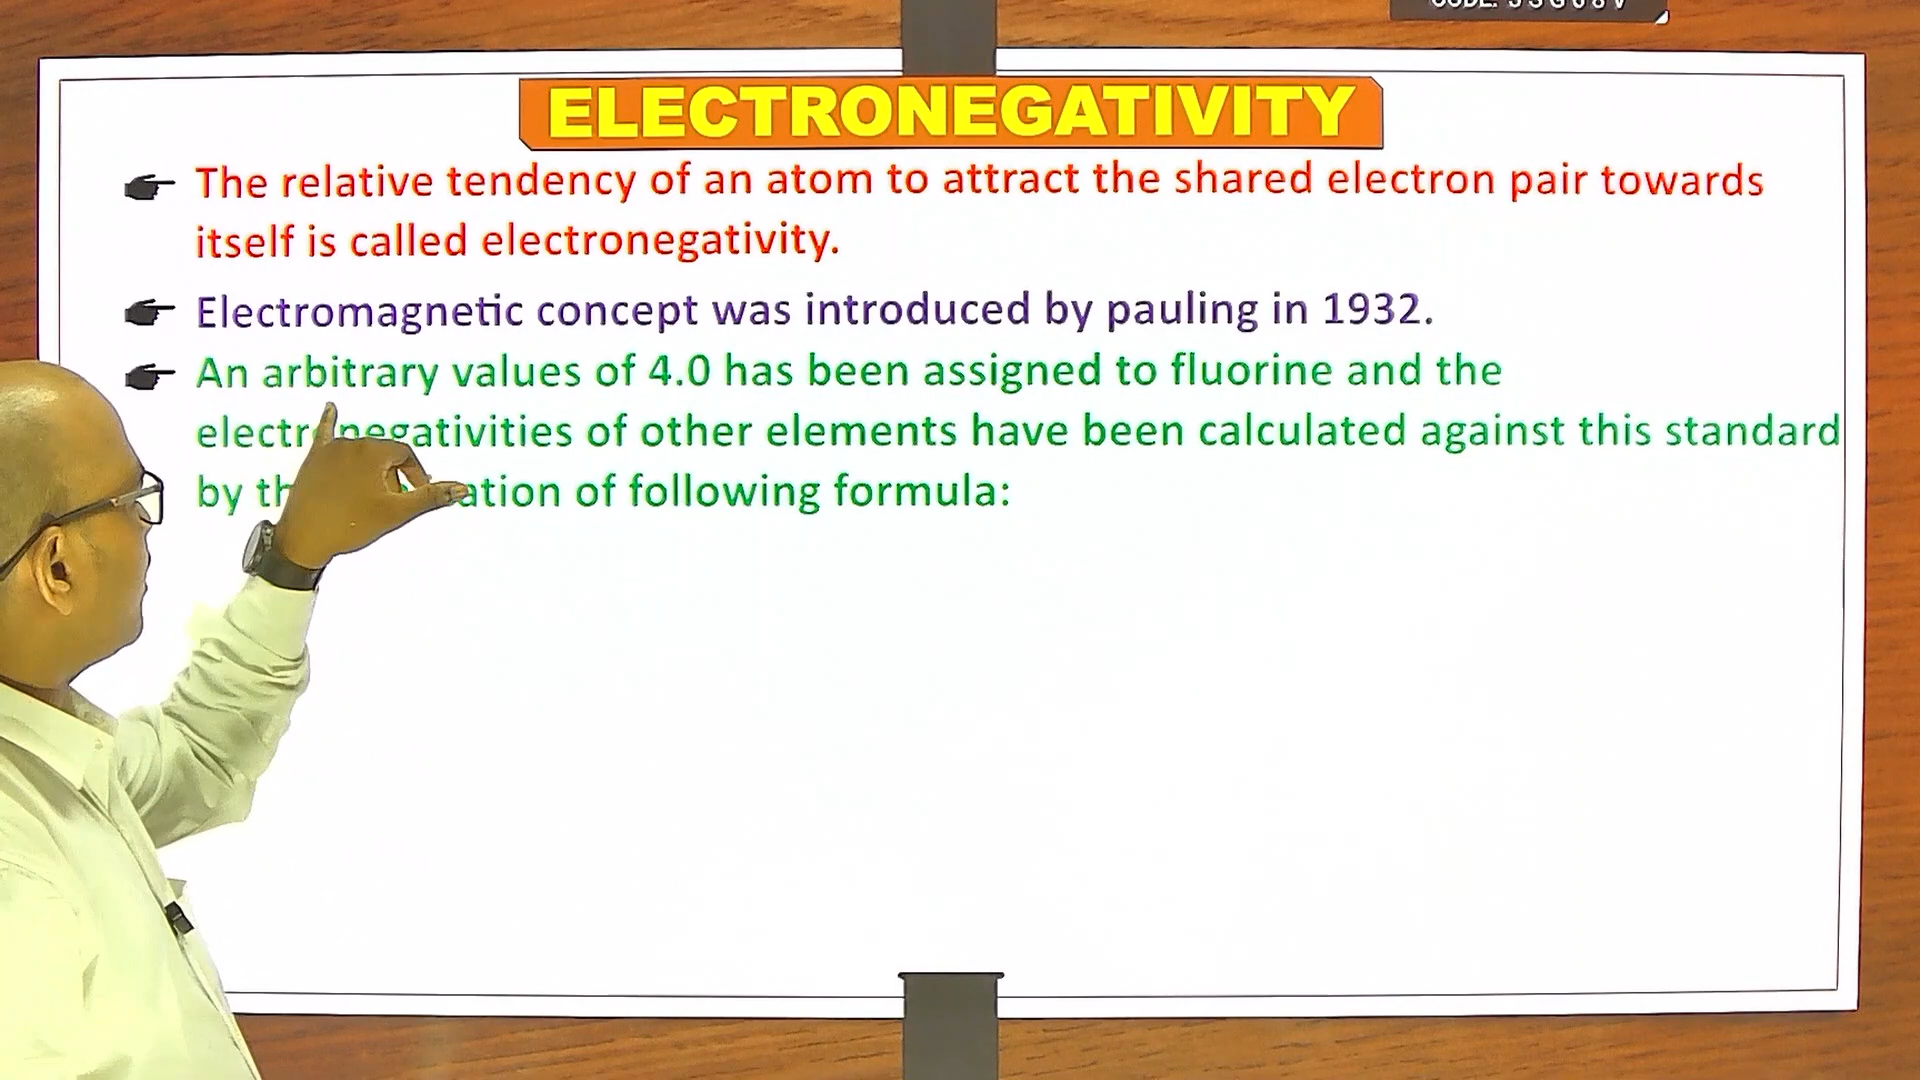 ELECTRONEGATIVITY
The relative tendency of an atom to attract the shared electron pair towards
itself is called electronegativity.
Electromagnetic concept was introduced by pauling in 1932.
An arbitrary values of 4.0 has been assigned to fluorine and the
electronegativities of other elements have been calculated against this standard
by of following formula: